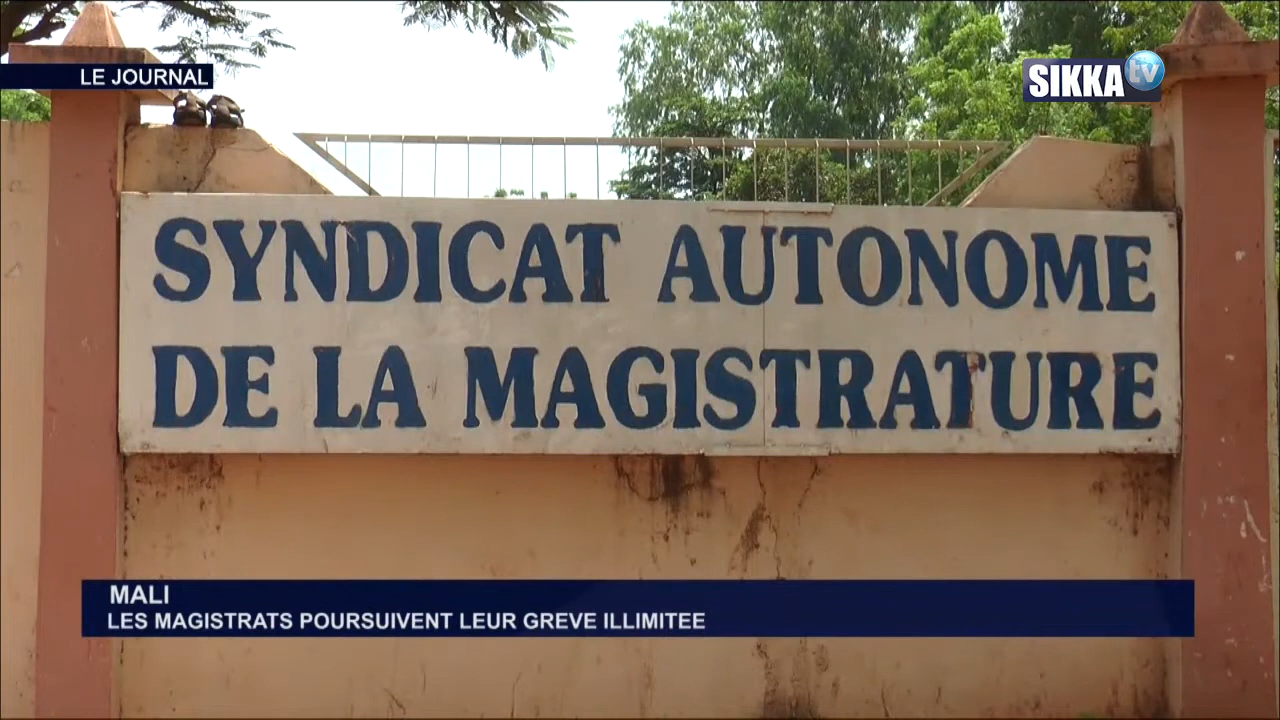 LE JOURNAL
SIKKA tv
SYNDICAT AUTONOME
DE LA MAGISTRATURE
MALI
LES MAGISTRATS POURSUIVENT LEUR GREVE ILLIMITEE